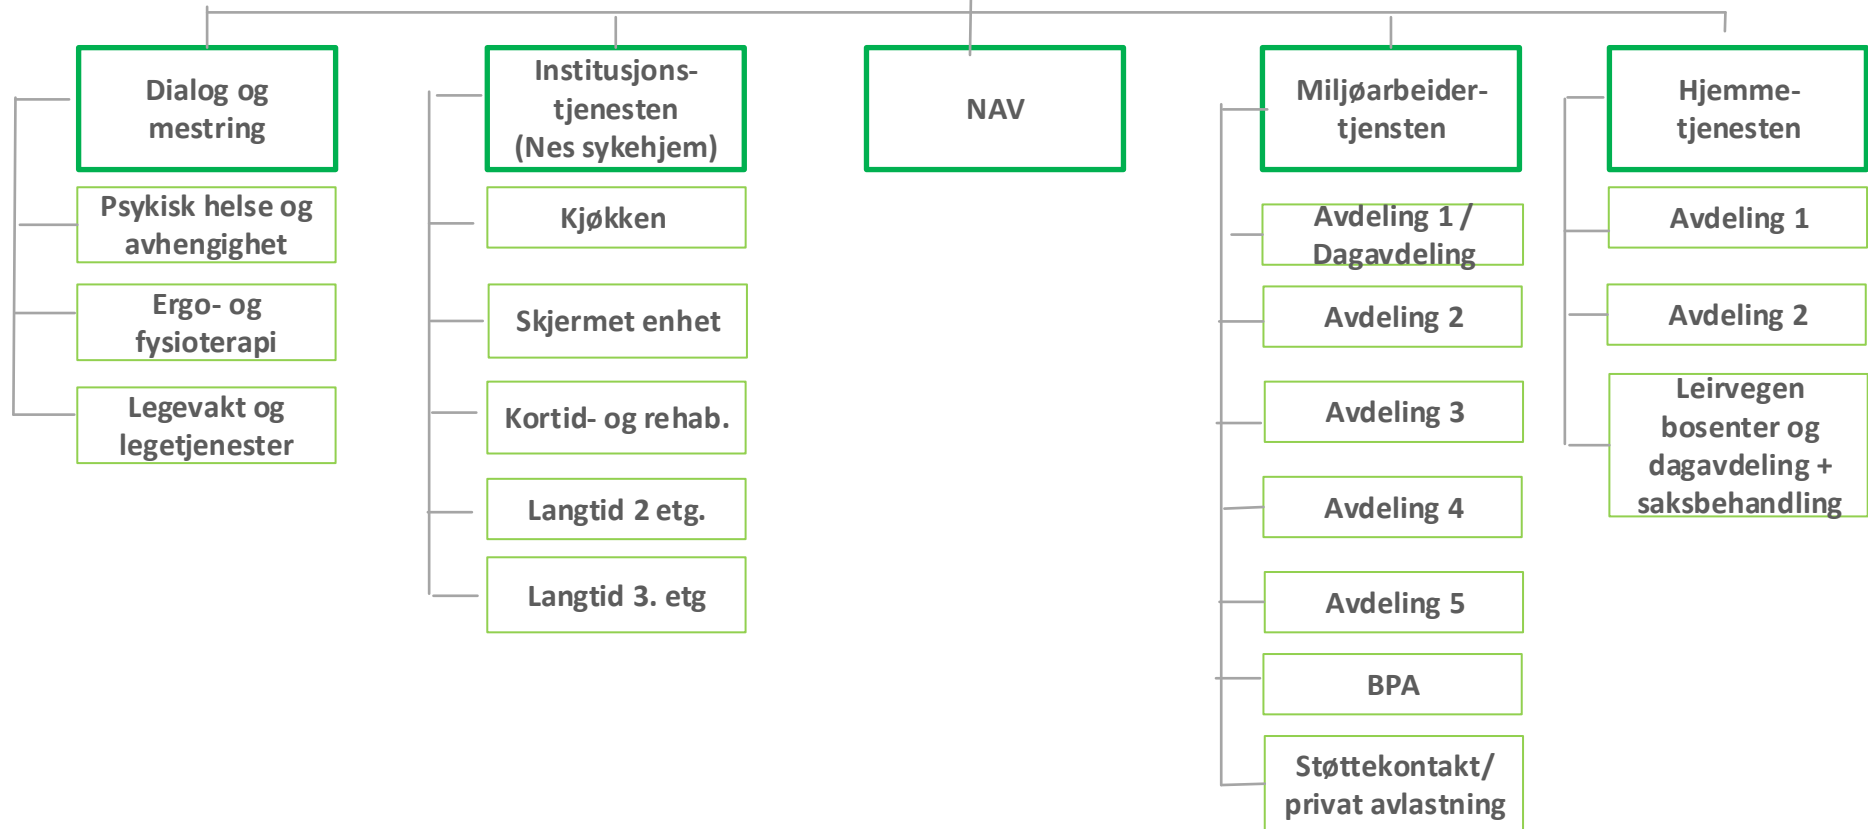 Dialog og
mestring
Psykisk helse og
avhengighet
Ergo- og
fysioterapi
Legevakt og
legetjenester
Institusjons-
tjenesten
(Nes sykehjem)
Kjøkken
Skjermet enhet
Kortid- og rehab.
Langtid 2 etg.
Langtid 3. etg
NAV
Miljøarbeider-
tjensten
Avdeling 1 /
Dagavdeling
Avdeling 2
Avdeling 3
Avdeling 4
Avdeling 5
BPA
Støttekontakt/
privat avlastning
Hjemme-
tjenesten
Avdeling 1
Avdeling 2
Leirvegen
bosenter og
dagavdeling +
saksbehandling